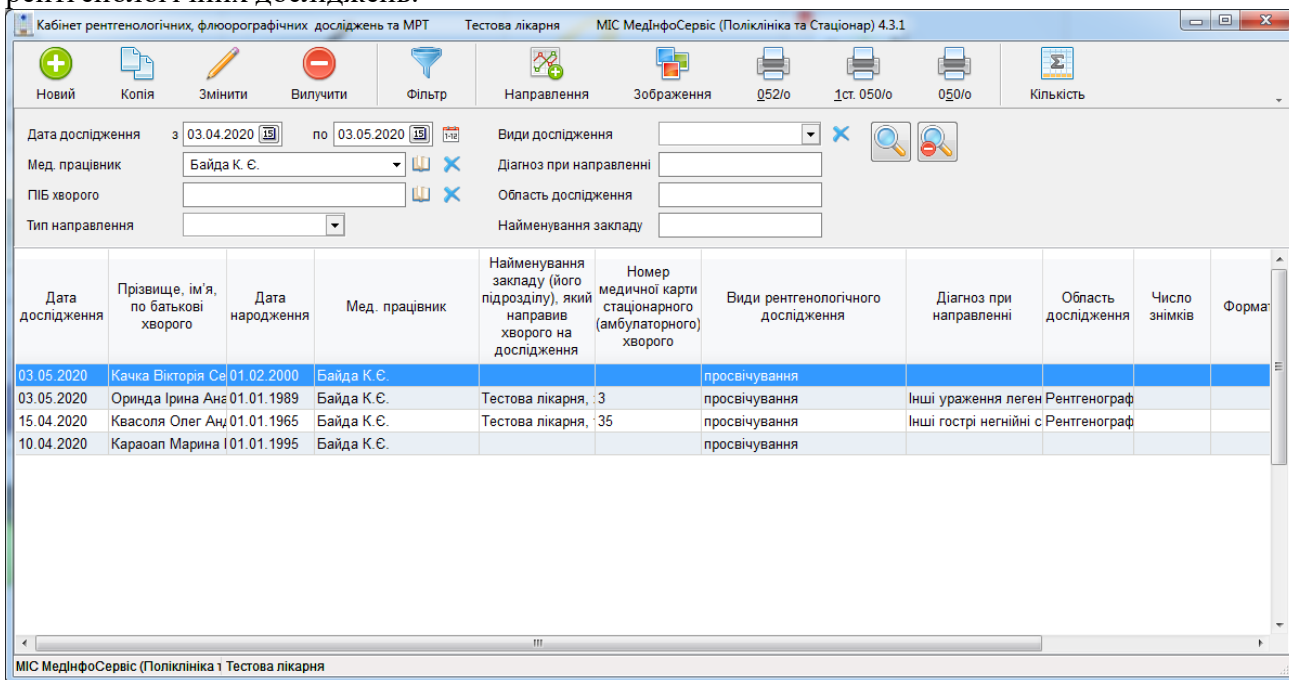 рентгенологічних досліджень.
Кабінет рентгенологічних, флюорографічних досліджень та МРТ Тестова лікарня МІС МедІнфоСервіс (Поліклініка та Стаціонар) 4.3.1
Новий Копія Змінити Вилучити Фільтр Направлення Зображення 052/о 1ст. 050/о 050/о Кількість
Дата дослідження з 03.04.2020 15 по 03.05.2020 15 1-12 Види дослідження
Мед. працівник Байда К. Є. Діагноз при направленні
ПІБ хворого Область дослідження
Тип направлення Найменування закладу
Дата дослідження
Прізвище, ім'я, по батькові хворого
Дата народження
Мед. працівник
Найменування закладу (його підрозділу), який направив хворого на дослідження
Номер медичної карти стаціонарного (амбулаторного) хворого
Види рентгенологічного дослідження
Діагноз при направленні
Область дослідження
Число знімків
Формат
03.05.2020 Качка Вікторія Се 01.02.2000 Байда К.Є. просвічування
03.05.2020 Оринда Ірина Ана 01.01.1989 Байда К.Є. Тестова лікарня, 3 просвічування Інші ураження леген Рентгенограф
15.04.2020 Квасоля Олег Анд 01.01.1965 Байда К.Є. Тестова лікарня, 35 просвічування Інші гострі негнійні с Рентгенограф
10.04.2020 Караоап Марина 01.01.1995 Байда К.Є. просвічування
МІС МедІнфоСервіс (Поліклініка т Тестова лікарня